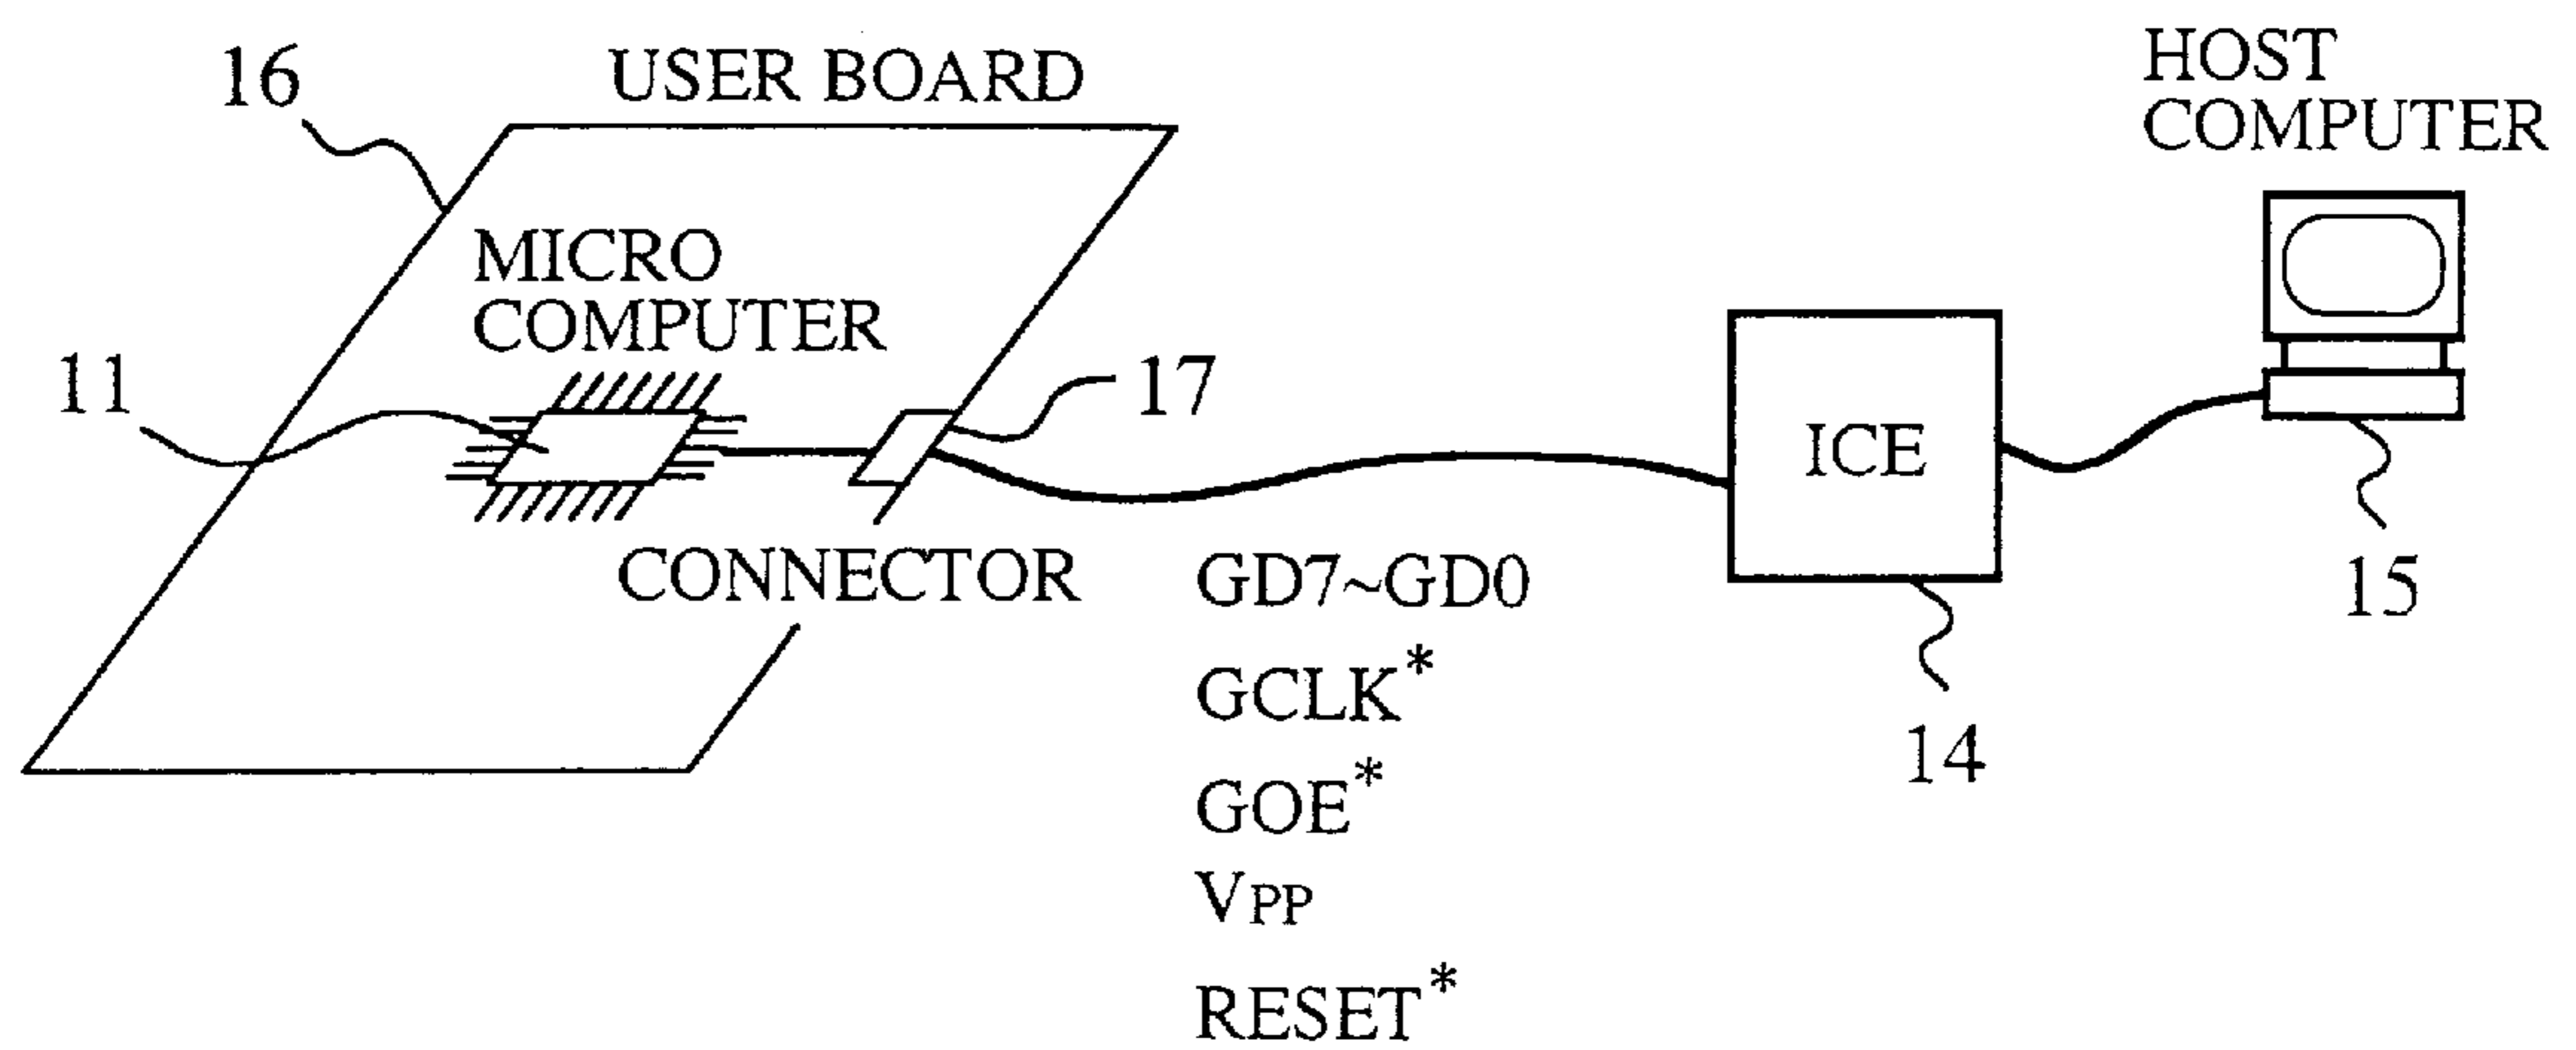 16
USER BOARD
HOST
COMPUTER
MICRO
COMPUTER
11
17
ICE
CONNECTOR
GD7~GD0
GCLK*
GOE*
VPP
RESET*
14
15